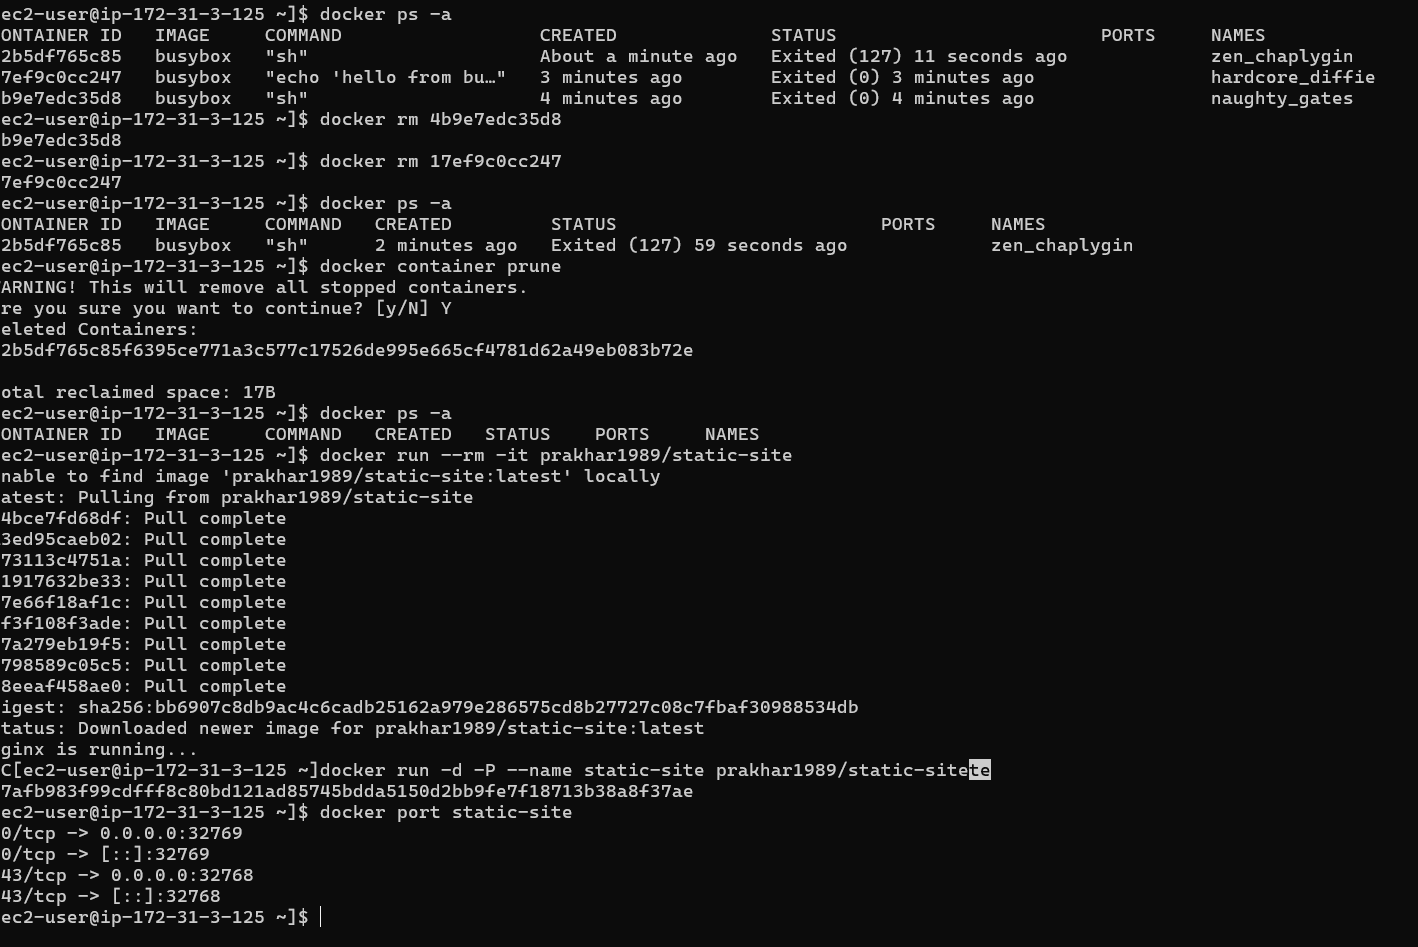 ec2-user@ip-172-31-3-125 ~]$ docker ps -a
ONTAINER ID   IMAGE     COMMAND                  CREATED              STATUS                        PORTS     NAMES
2b5df765c85   busybox   "sh"                     About a minute ago   Exited (127) 11 seconds ago             zen_chaplygin
7ef9c0cc247   busybox   "echo 'hello from bu…"   3 minutes ago        Exited (0) 3 minutes ago                hardcore_diffie
b9e7edc35d8   busybox   "sh"                     4 minutes ago        Exited (0) 4 minutes ago                naughty_gates
ec2-user@ip-172-31-3-125 ~]$ docker rm 4b9e7edc35d8
b9e7edc35d8
ec2-user@ip-172-31-3-125 ~]$ docker rm 17ef9c0cc247
7ef9c0cc247
ec2-user@ip-172-31-3-125 ~]$ docker ps -a
ONTAINER ID   IMAGE     COMMAND   CREATED         STATUS                        PORTS     NAMES
2b5df765c85   busybox   "sh"      2 minutes ago   Exited (127) 59 seconds ago             zen_chaplygin
ec2-user@ip-172-31-3-125 ~]$ docker container prune
ARNING! This will remove all stopped containers.
re you sure you want to continue? [y/N] Y
eleted Containers:
2b5df765c85f6395ce771a3c577c17526de995e665cf4781d62a49eb083b72e
otal reclaimed space: 17B
ec2-user@ip-172-31-3-125 ~]$ docker ps -a
ONTAINER ID   IMAGE     COMMAND   CREATED   STATUS    PORTS     NAMES
ec2-user@ip-172-31-3-125 ~]$ docker run --rm -it prakhar1989/static-site
nable to find image 'prakhar1989/static-site:latest' locally
atest: Pulling from prakhar1989/static-site
4bce7fd68df: Pull complete
3ed95caeb02: Pull complete
73113c4751a: Pull complete
1917632be33: Pull complete
7e66f18af1c: Pull complete
f3f108f3ade: Pull complete
7a279eb19f5: Pull complete
798589c05c5: Pull complete
8eeaf458ae0: Pull complete
igest: sha256:bb6907c8db9ac4c6cadb25162a979e286575cd8b27727c08c7fbaf30988534db
tatus: Downloaded newer image for prakhar1989/static-site:latest
ginx is running...
C[ec2-user@ip-172-31-3-125 ~]docker run -d -P --name static-site prakhar1989/static-sitete
7afb983f99cdfff8c80bd121ad85745bdda5150d2bb9fe7f18713b38a8f37ae
ec2-user@ip-172-31-3-125 ~]$ docker port static-site
0/tcp -> 0.0.0.0:32769
0/tcp -> [::]:32769
43/tcp -> 0.0.0.0:32768
43/tcp -> [::]:32768
ec2-user@ip-172-31-3-125 ~]$